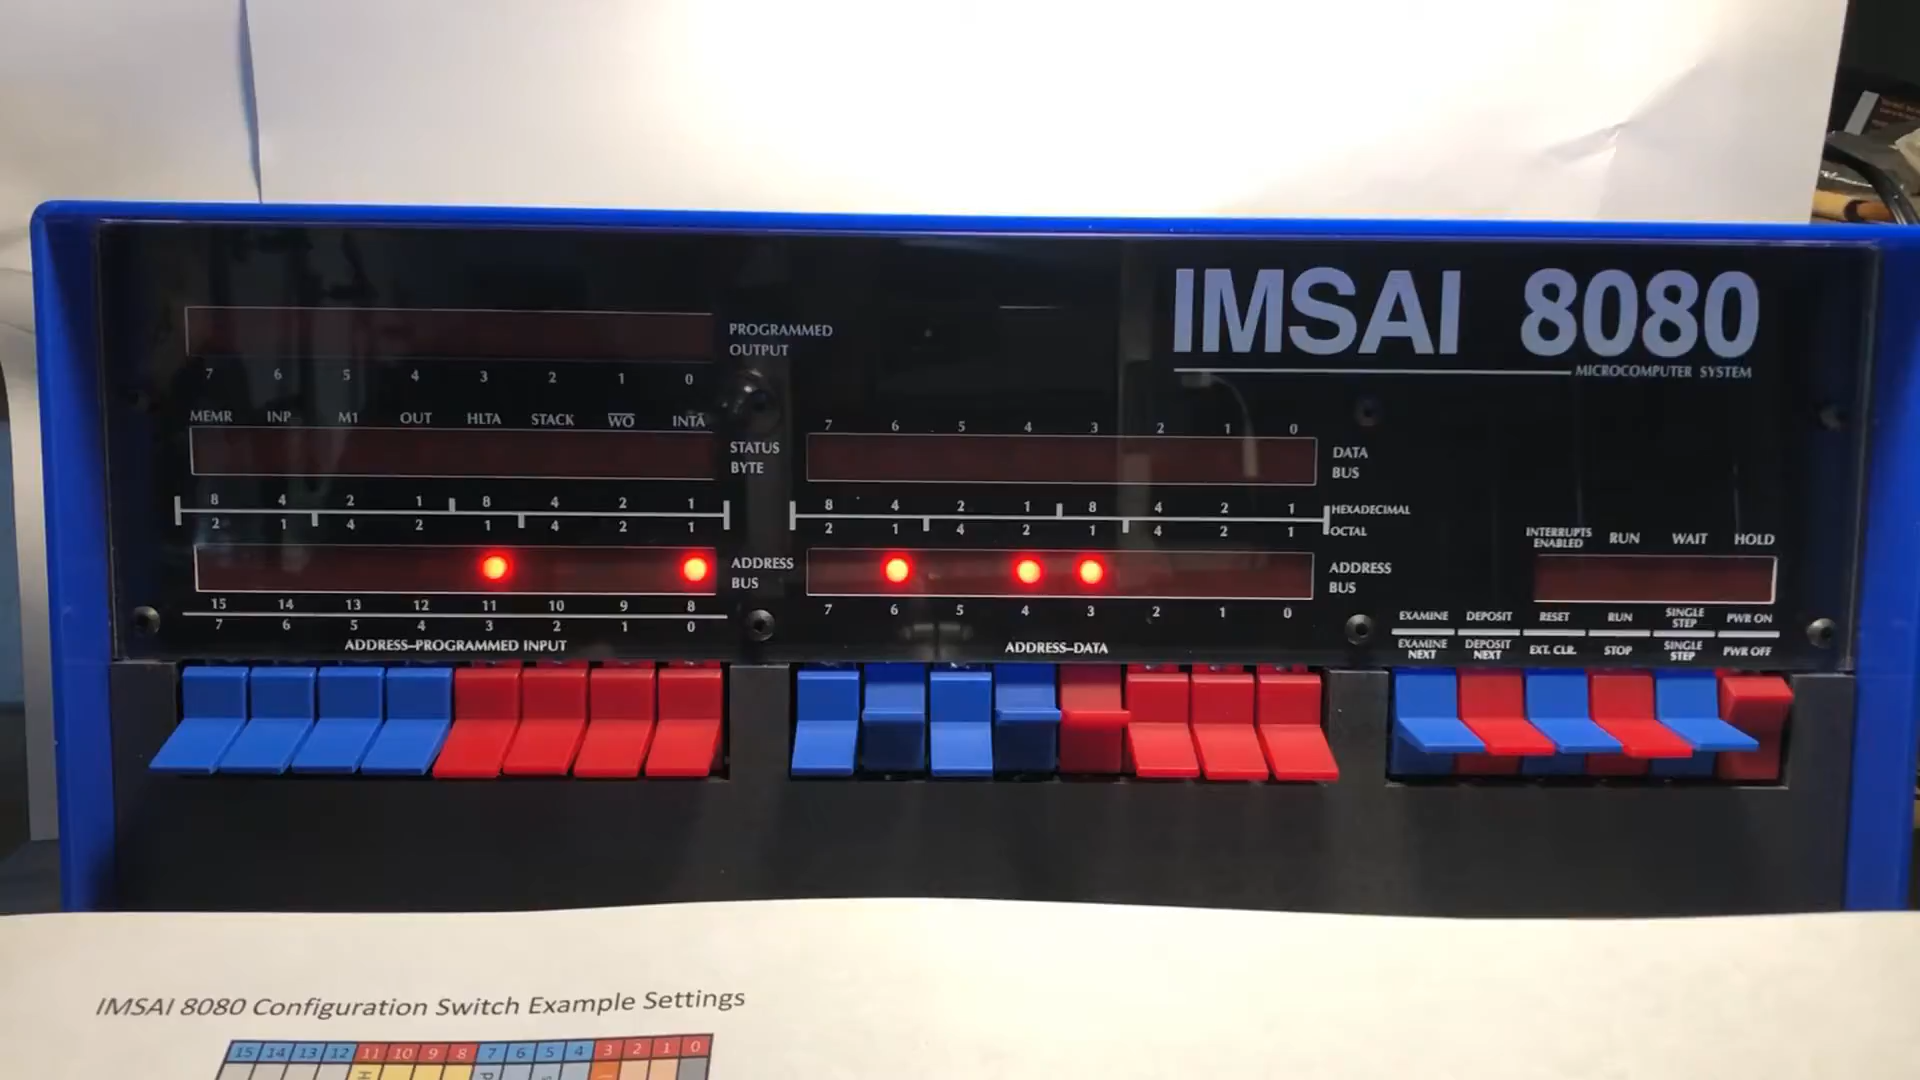 IMSAI 8080
MICROCOMPUTER SYSTEM
PROGRAMMED
OUTPUT
7 6 5 4 3 2 1 0
MEMR INP M1 OUT HLTA STACK WO INTA
STATUS
BYTE
7 6 5 4 3 2 1 0
DATA
BUS
8 4 2 1 8 4 2 1
2 1 4 2 1 4 2 1
8 4 2 1 8 4 2 1 HEXADECIMAL
2 1 4 2 1 4 2 1 OCTAL
ADDRESS
BUS
15 14 13 12 11 10 9 8
7 6 5 4 3 2 1 0
ADDRESS–PROGRAMMED INPUT
ADDRESS
BUS
7 6 5 4 3 2 1 0
ADDRESS–DATA
INTERRUPTS
ENABLED RUN WAIT HOLD
EXAMINE DEPOSIT RESET RUN SINGLE
STEP PWR ON
EXAMINE
NEXT DEPOSIT
NEXT EXT. CLR. STOP SINGLE
STEP PWR OFF
IMSAI 8080 Configuration Switch Example Settings
15 14 13 12 11 10 9 8 7 6 5 4 3 2 1 0